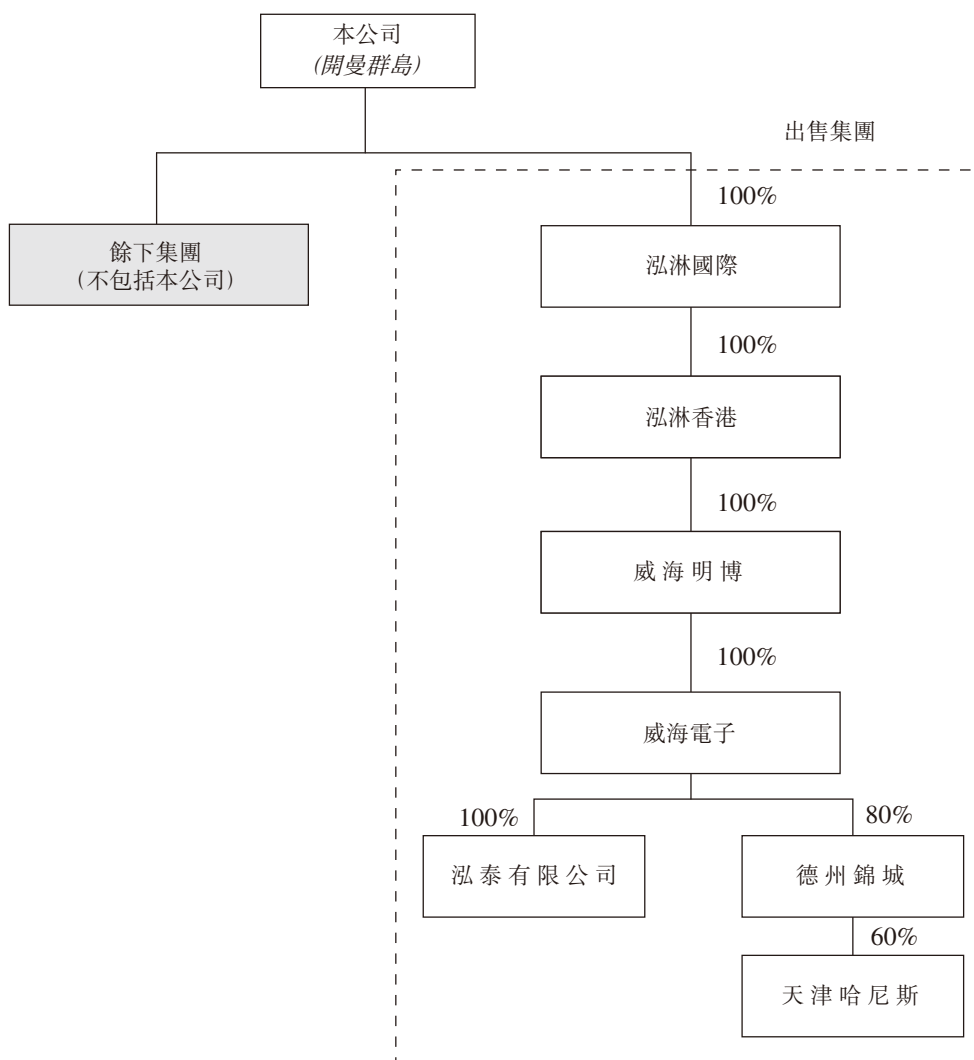 本公司
(開曼群島)
出售集團
100%
餘下集團
(不包括本公司)
泓淋國際
100%
泓淋香港
100%
威海明博
100%
威海電子
100%
80%
泓泰有限公司
德州錦城
60%
天津哈尼斯